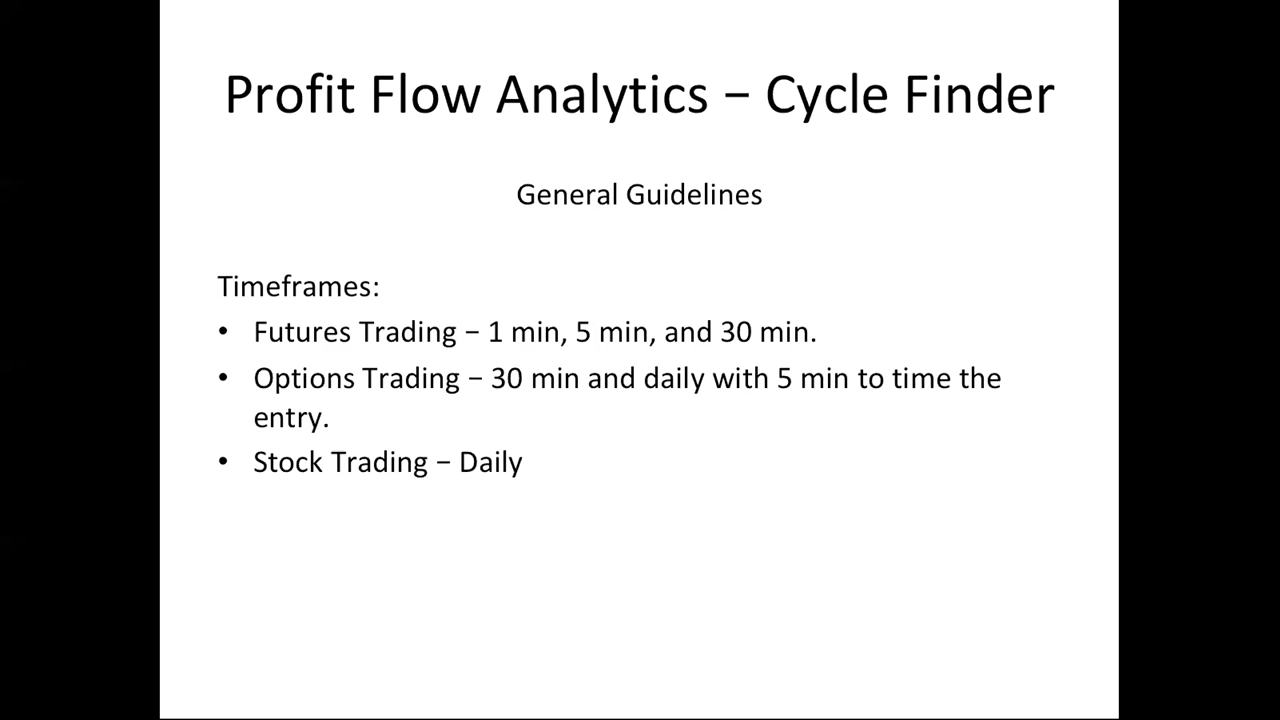 Profit Flow Analytics − Cycle Finder
General Guidelines
Timeframes:
• Futures Trading − 1 min, 5 min, and 30 min.
• Options Trading − 30 min and daily with 5 min to time the
entry.
• Stock Trading − Daily